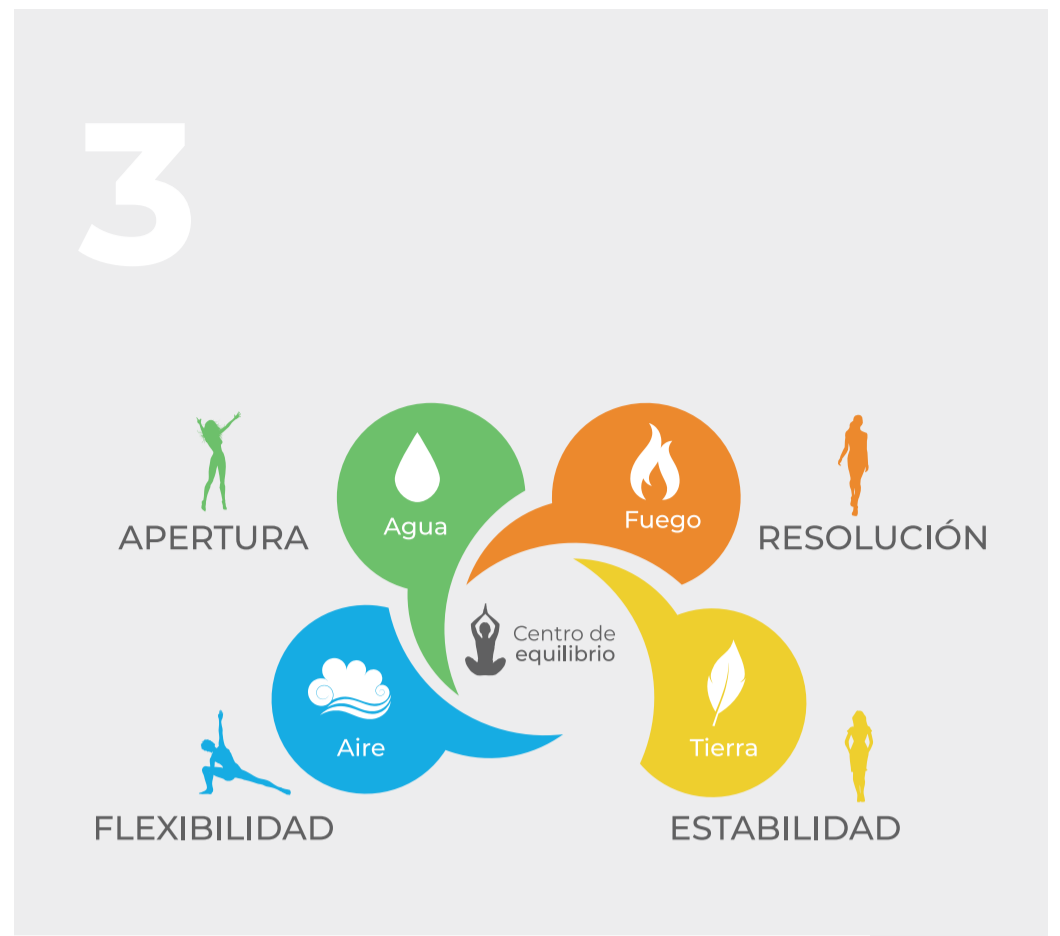 3
Agua
Fuego
APERTURA
RESOLUCIÓN
Centro de
equilibrio
Aire
Tierra
FLEXIBILIDAD
ESTABILIDAD